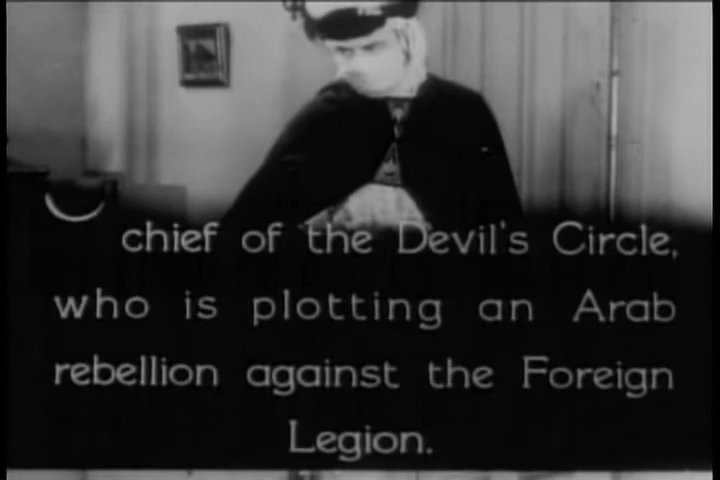 chief of the Devil's Circle,
who is plotting an Arab
rebellion against the Foreign
Legion.